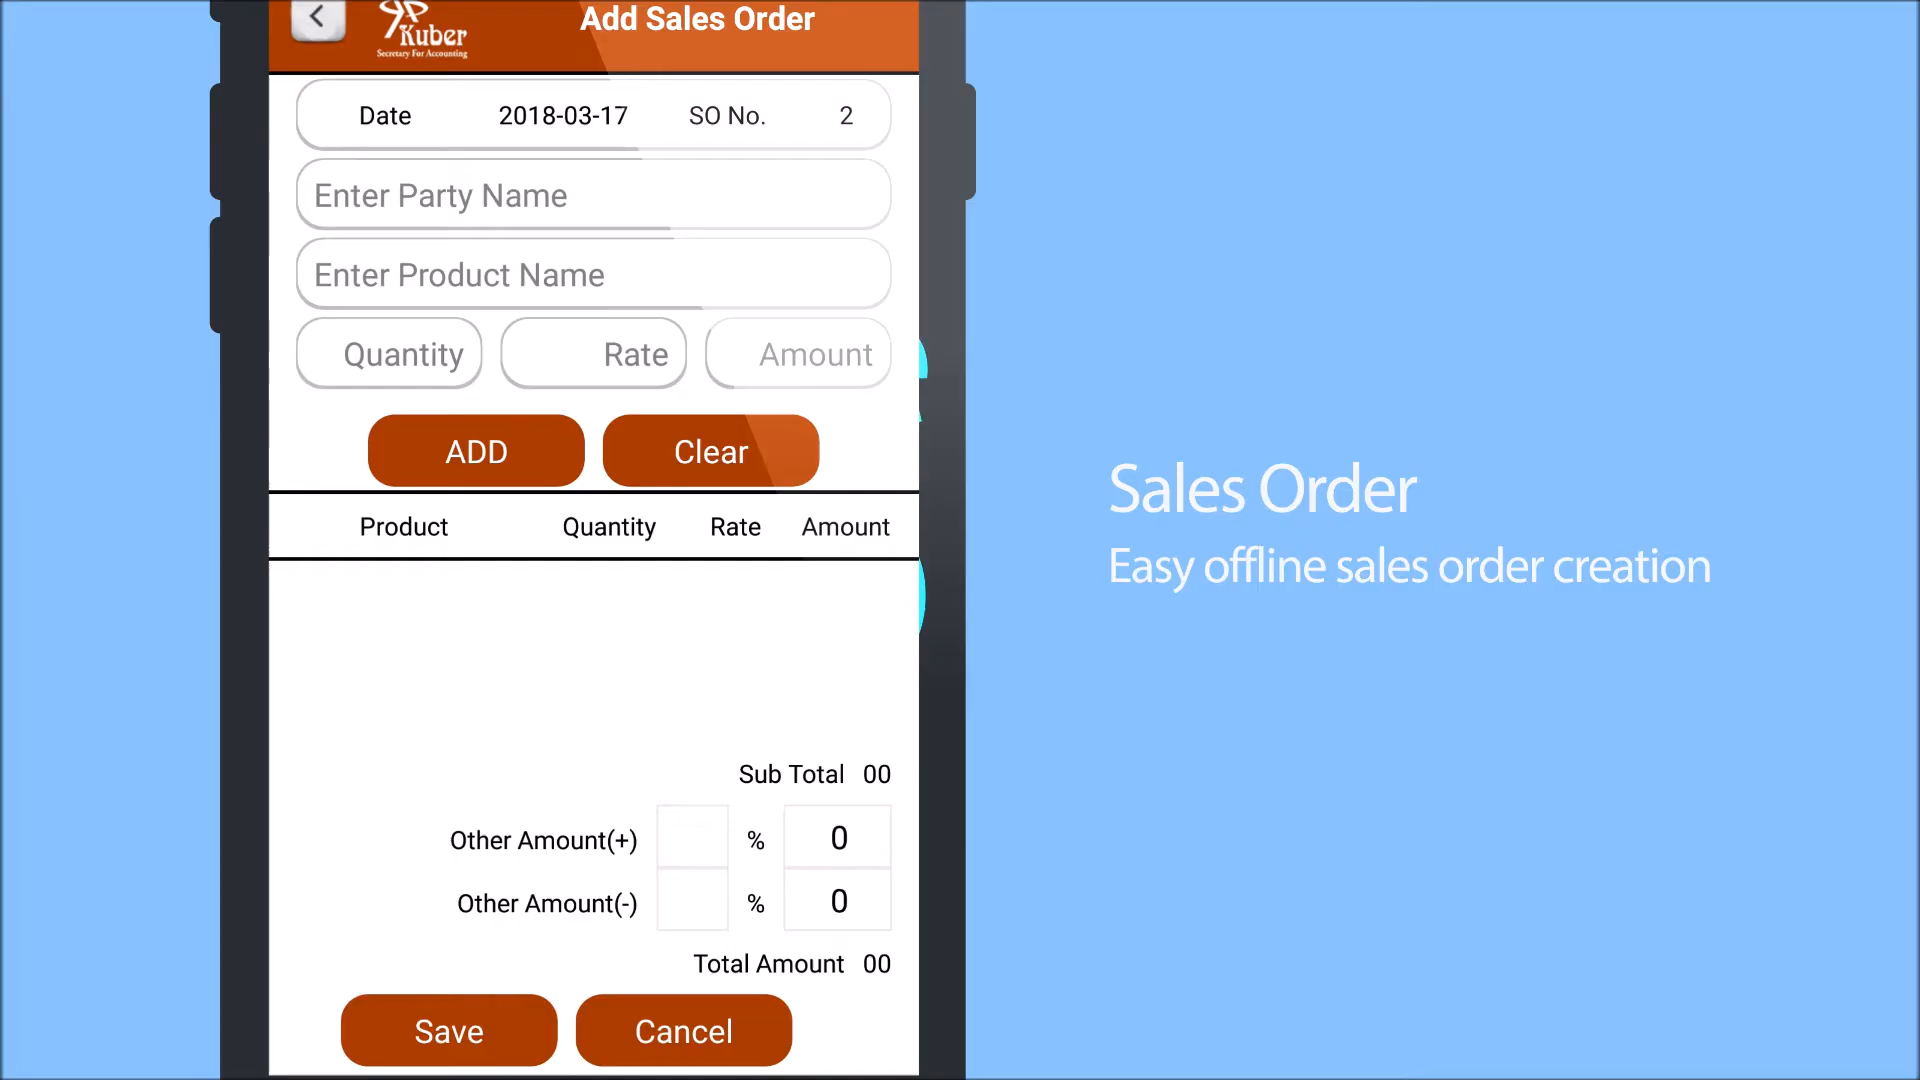 Kuber
Secretary For Accounting
Add Sales Order
Date 2018-03-17 SO No. 2
Enter Party Name
Enter Product Name
Quantity Rate Amount
ADD Clear
Product Quantity Rate Amount
Sub Total 00
Other Amount(+) % 0
Other Amount(-) % 0
Total Amount 00
Save Cancel
Sales Order
Easy offline sales order creation